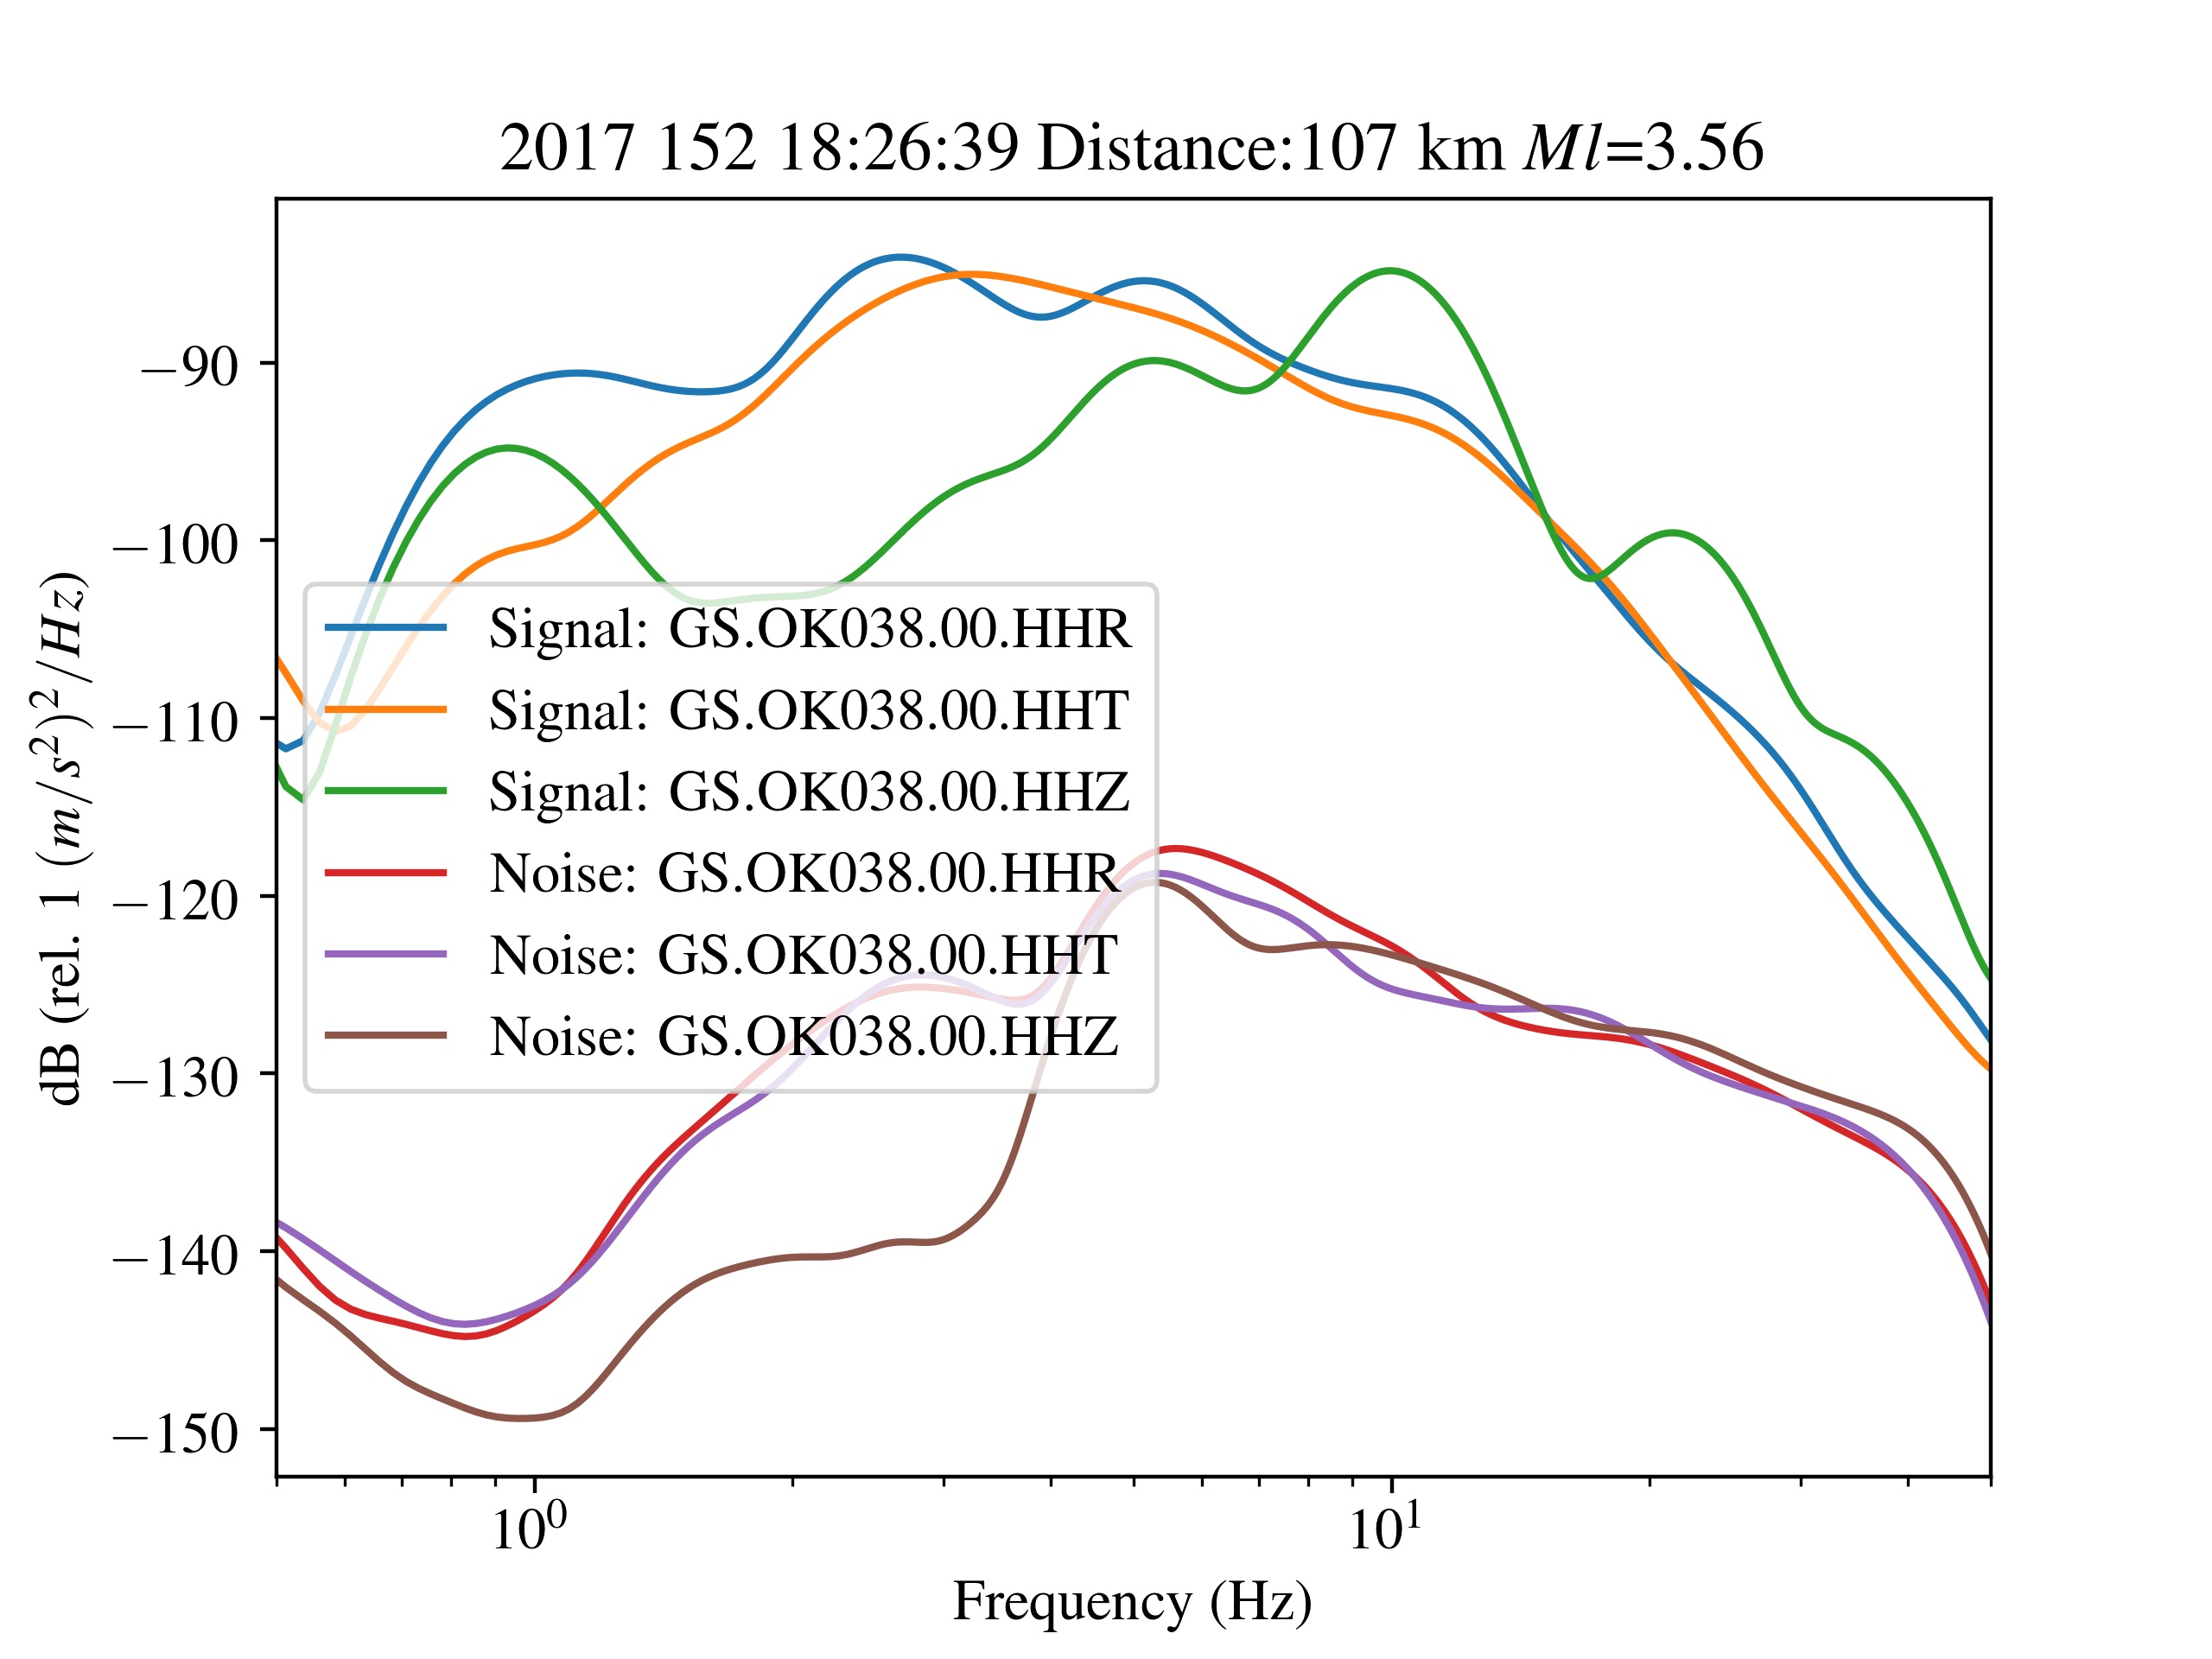 2017 152 18:26:39 Distance:107 km Ml=3.56
dB (rel. 1 (m/s²)²/Hz)
−90
−100
−110
−120
−130
−140
−150
Signal: GS.OK038.00.HHR
Signal: GS.OK038.00.HHT
Signal: GS.OK038.00.HHZ
Noise: GS.OK038.00.HHR
Noise: GS.OK038.00.HHT
Noise: GS.OK038.00.HHZ
10⁰ 10¹
Frequency (Hz)